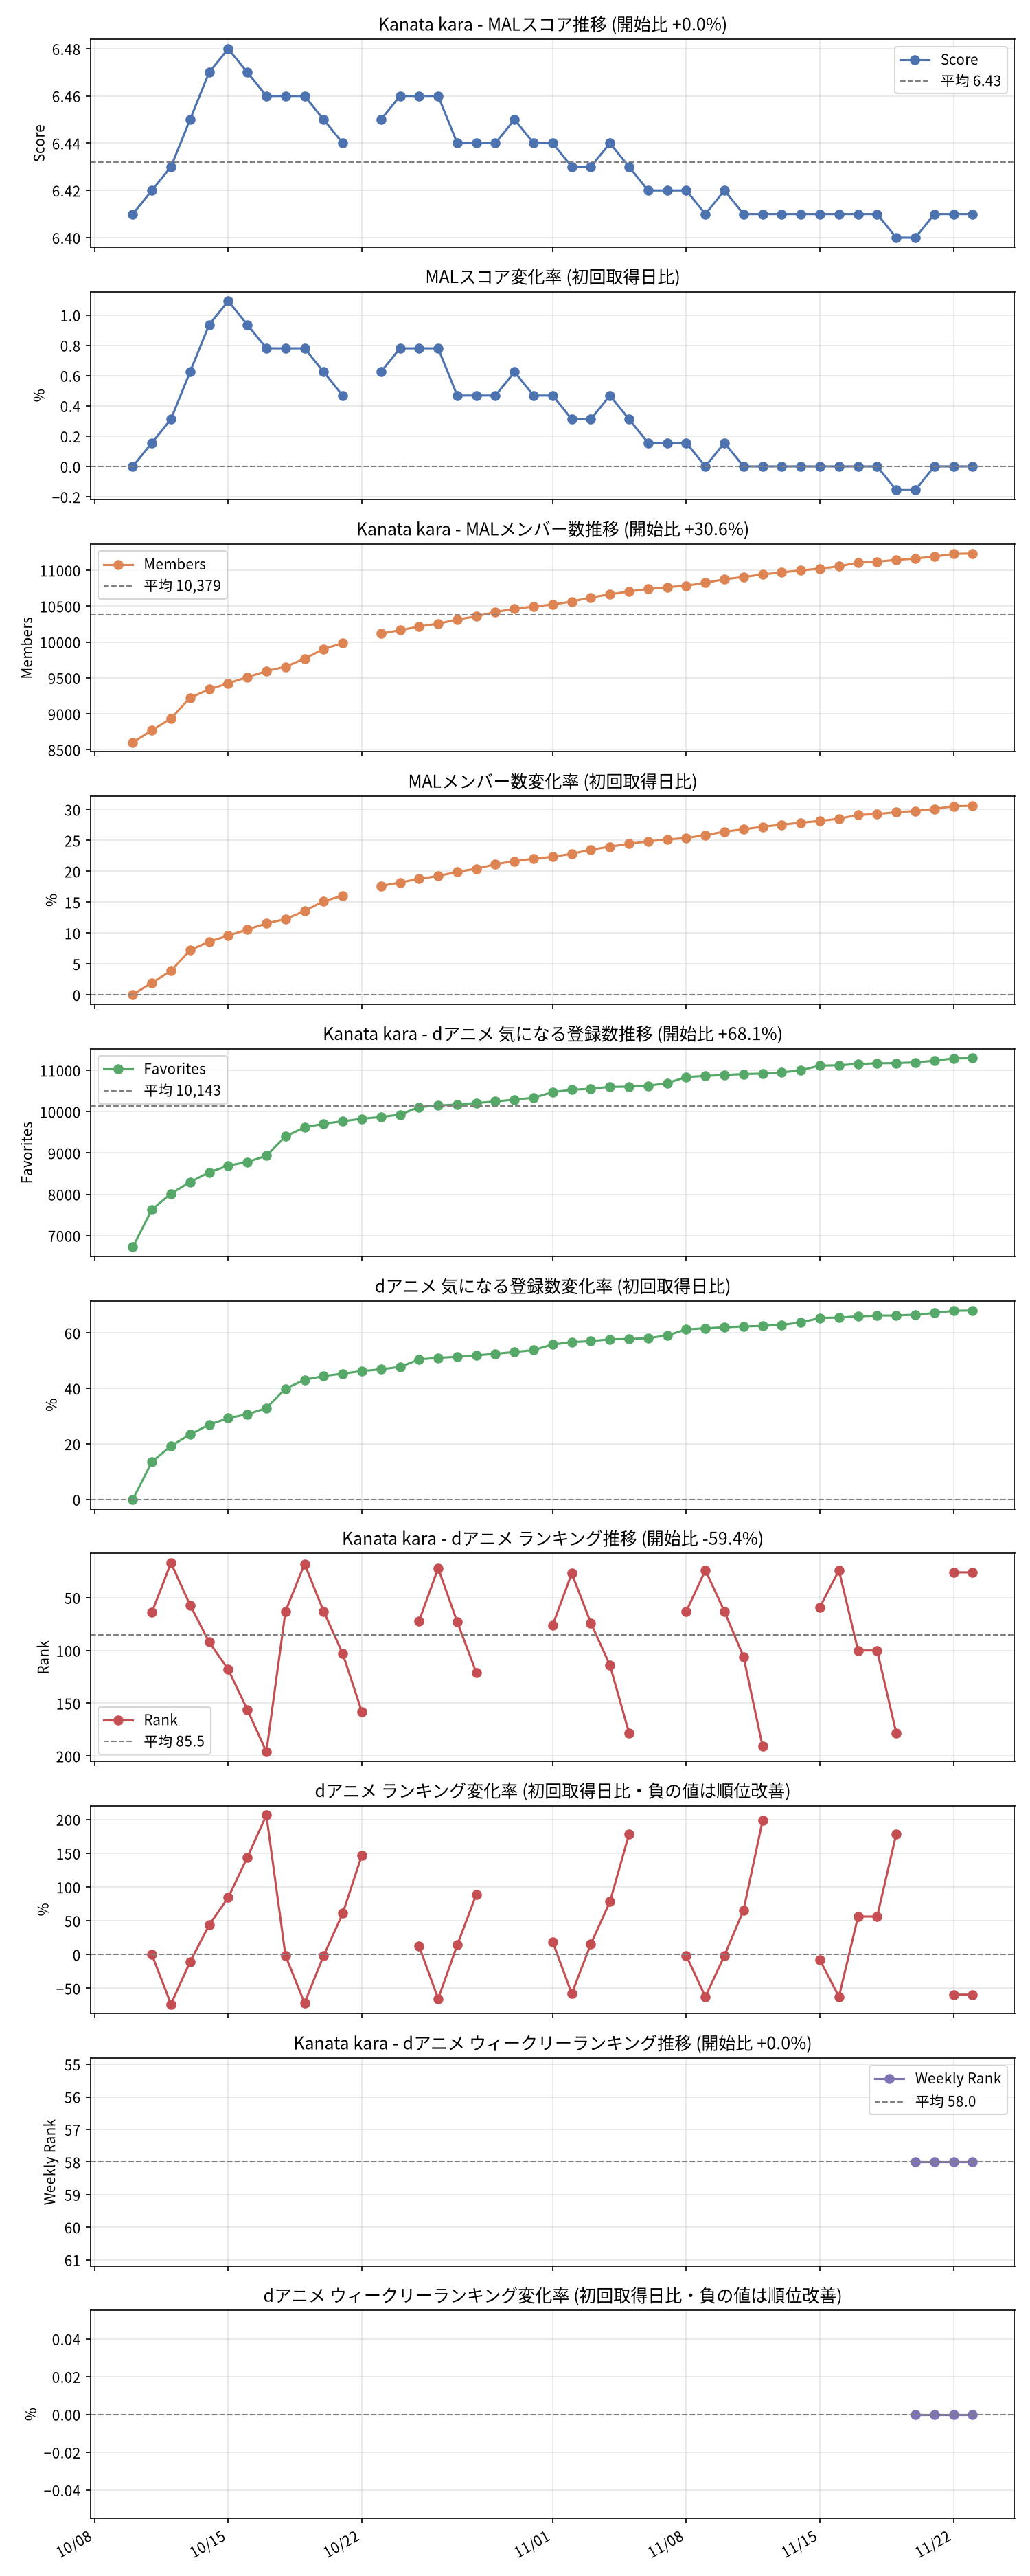 Kanata kara - MALスコア推移 (開始比 +0.0%)
6.48
6.46
6.44
6.42
6.40
Score
Score
平均 6.43
MALスコア変化率 (初回取得日比)
1.0
0.8
0.6
0.4
0.2
0.0
−0.2
%
Kanata kara - MALメンバー数推移 (開始比 +30.6%)
11000
10500
10000
9500
9000
8500
Members
Members
平均 10,379
MALメンバー数変化率 (初回取得日比)
30
25
20
15
10
5
0
%
Kanata kara - dアニメ 気になる登録数推移 (開始比 +68.1%)
11000
10000
9000
8000
7000
Favorites
Favorites
平均 10,143
dアニメ 気になる登録数変化率 (初回取得日比)
60
40
20
0
%
Kanata kara - dアニメ ランキング推移 (開始比 -59.4%)
50
100
150
200
Rank
Rank
平均 85.5
dアニメ ランキング変化率 (初回取得日比・負の値は順位改善)
200
150
100
50
0
−50
%
Kanata kara - dアニメ ウィークリーランキング推移 (開始比 +0.0%)
55
56
57
58
59
60
61
Weekly Rank
Weekly Rank
平均 58.0
dアニメ ウィークリーランキング変化率 (初回取得日比・負の値は順位改善)
0.04
0.02
0.00
−0.02
−0.04
%
10/08
10/15
10/22
11/01
11/08
11/15
11/22